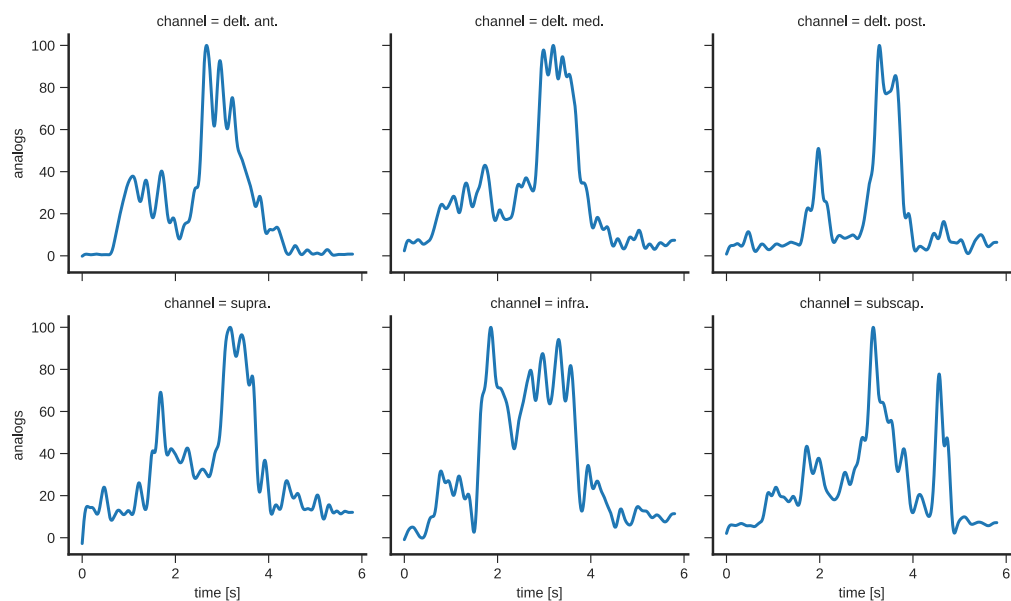 channel = delt. ant.
channel = delt. med.
channel = delt. post.
100
80
60
40
20
0
analogs
channel = supra.
channel = infra.
channel = subscap.
100
80
60
40
20
0
analogs
0 2 4 6
0 2 4 6
0 2 4 6
time [s]
time [s]
time [s]